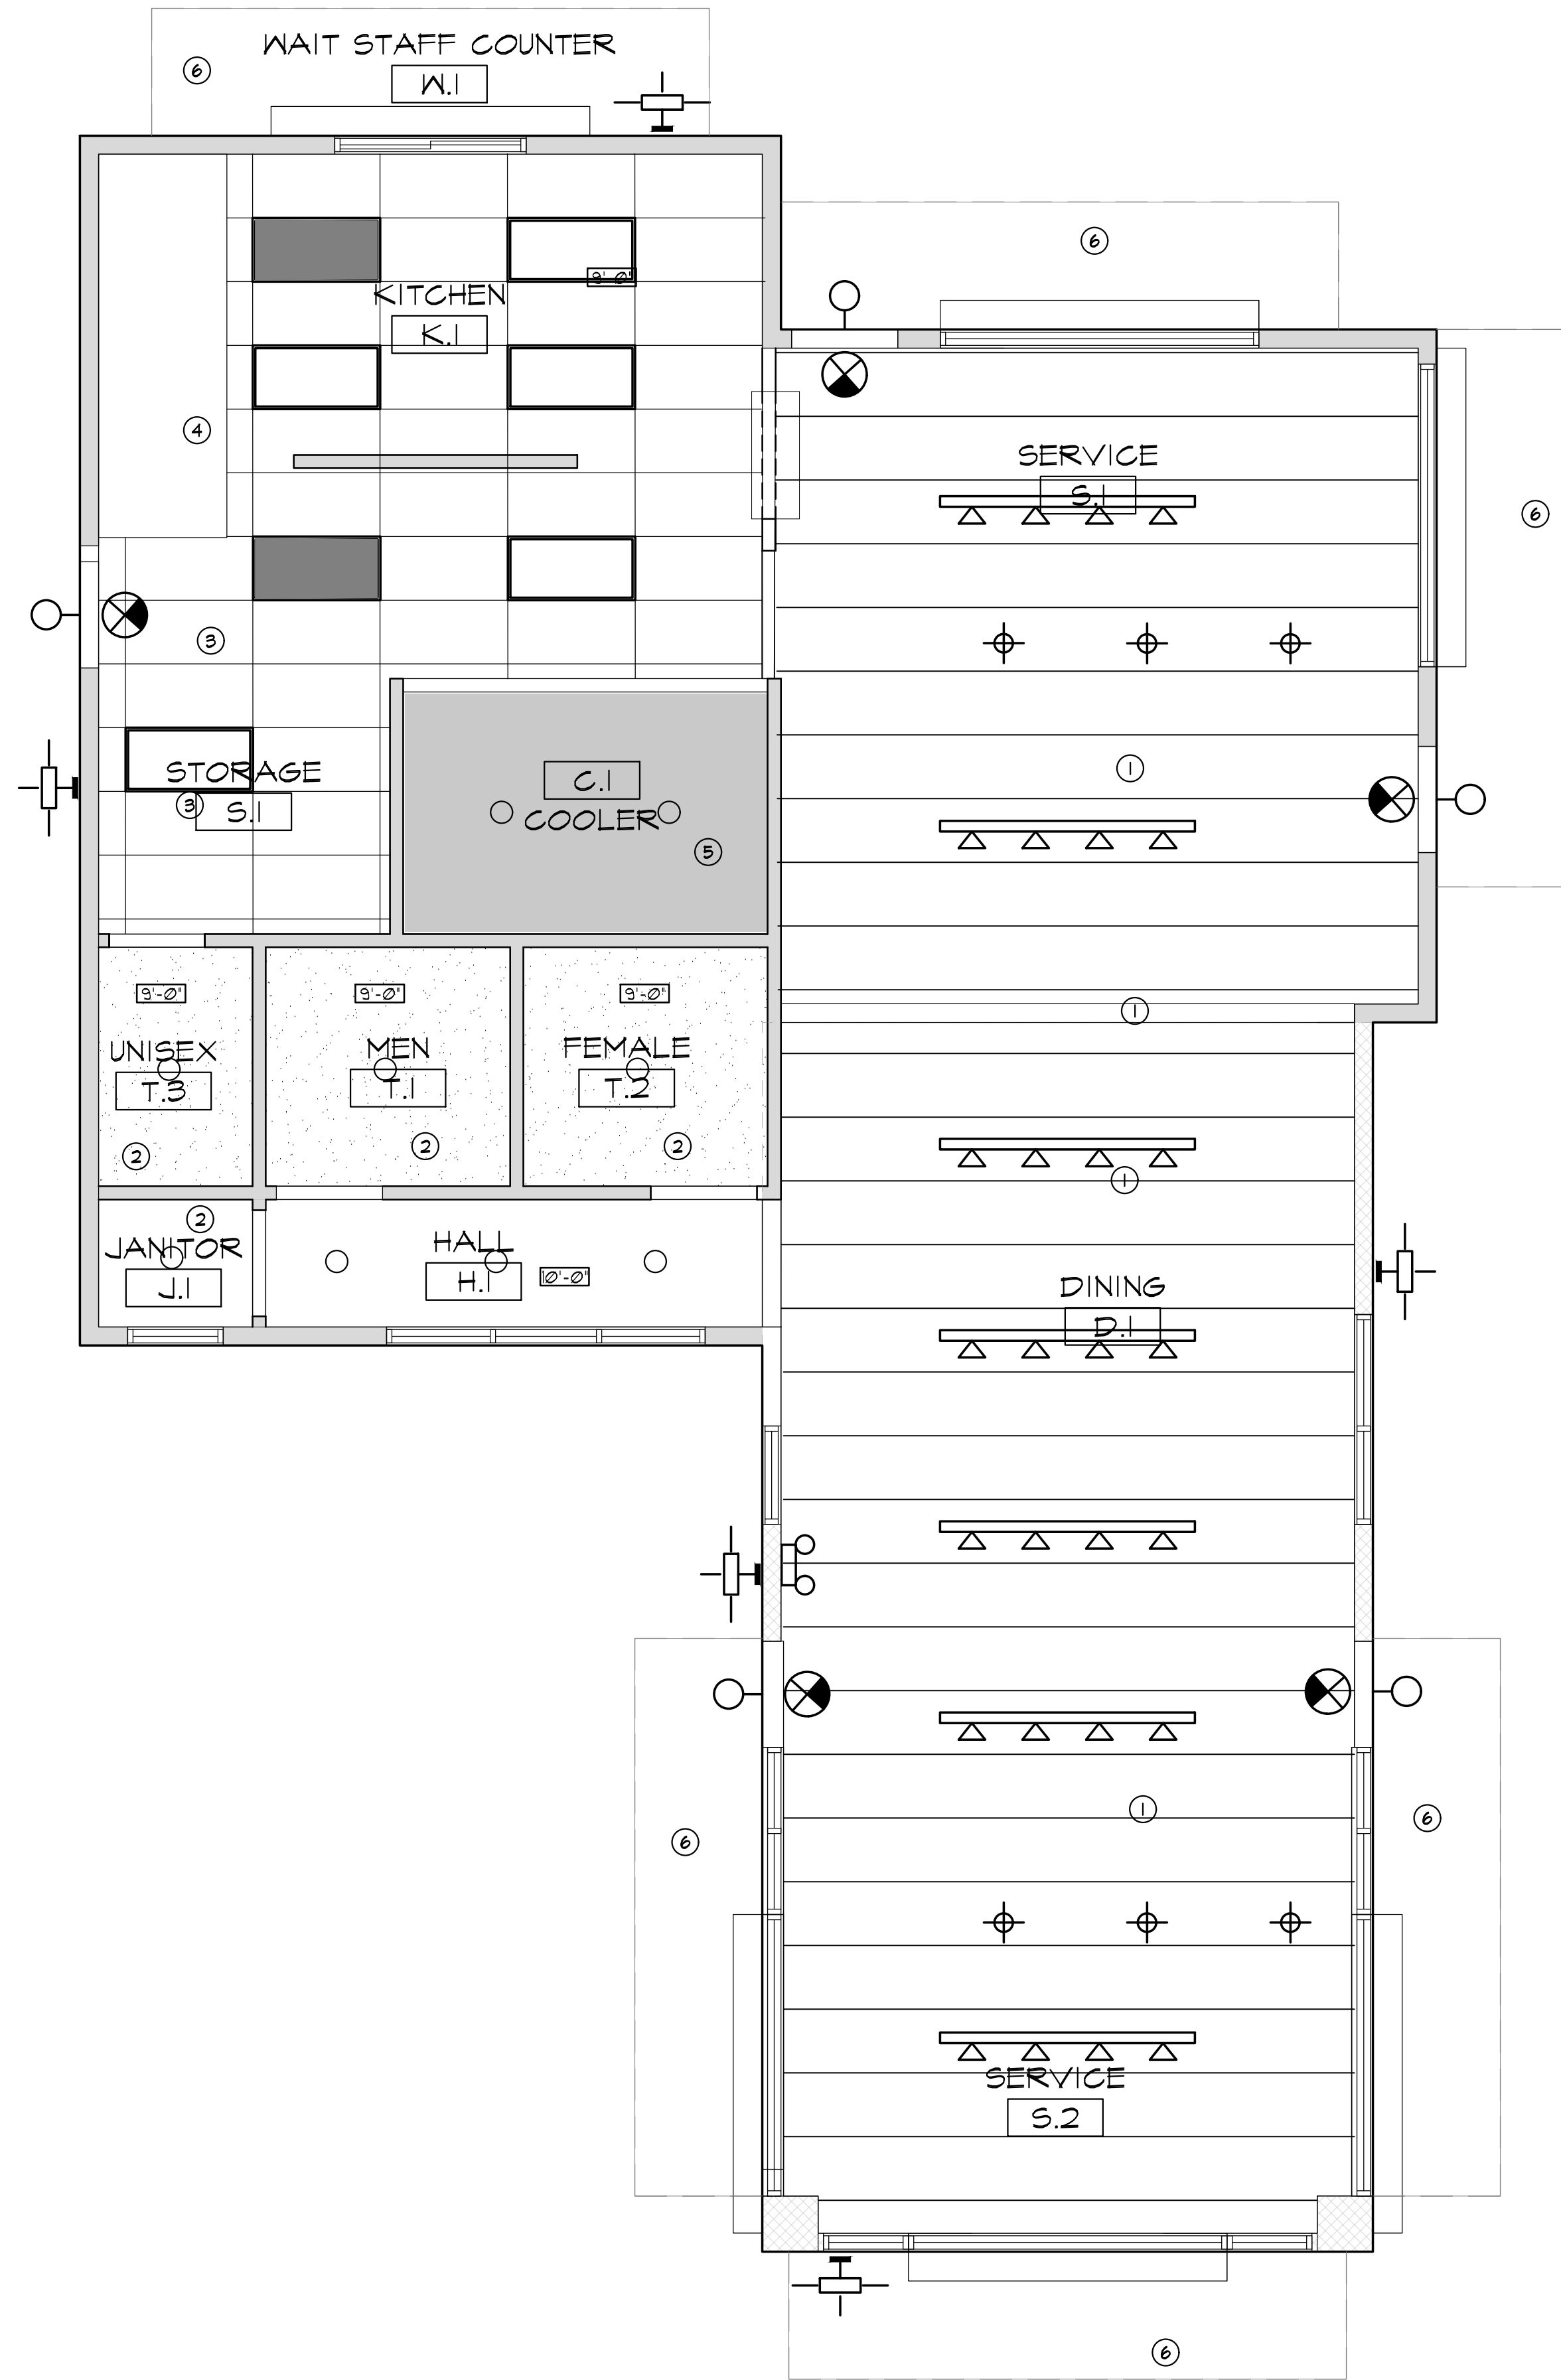 WAIT STAFF COUNTER
6
W.1
6
9'-0"
KITCHEN
K.1
4
SERVICE
S.1
6
3
1
STORAGE
3
S.1
C.1
COOLER
5
9'-0"
9'-0"
9'-0"
1
UNISEX
T.3
MEN
T.1
FEMALE
T.2
2
2
2
1
2
JANITOR
J.1
HALL
H.1
10'-0"
DINING
D.1
1
6
6
SERVICE
S.2
6